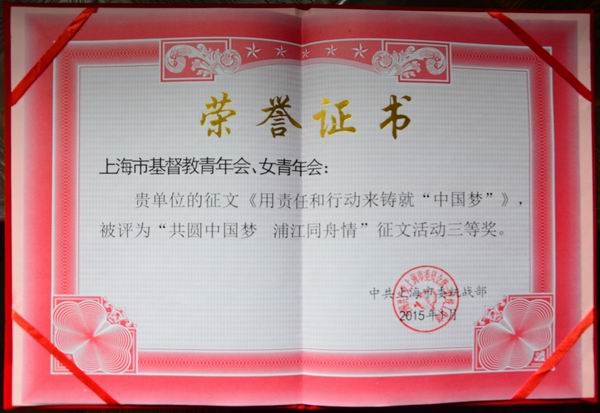 荣誉证书
上海市基督教青年会、女青年会：
贵单位的征文《用责任和行动来铸就“中国梦”》，
被评为“共圆中国梦　浦江同舟情”征文活动三等奖。
中共上海市委统战部
2015年1月